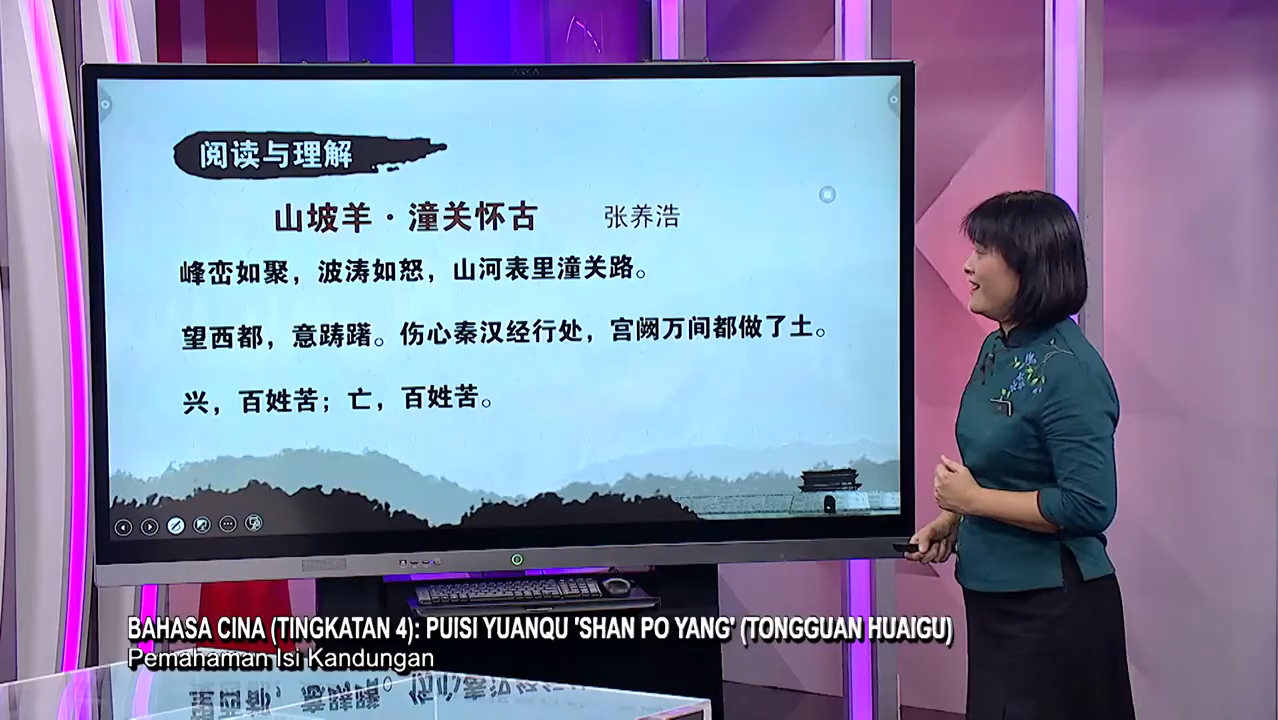 阅读与理解
山坡羊·潼关怀古 张养浩
峰峦如聚，波涛如怒，山河表里潼关路。
望西都，意踌躇。伤心秦汉经行处，宫阙万间都做了土。
兴，百姓苦；亡，百姓苦。
BAHASA CINA (TINGKATAN 4): PUISI YUANQU 'SHAN PO YANG' (TONGGUAN HUAIGU)
Pemahaman Isi Kandungan